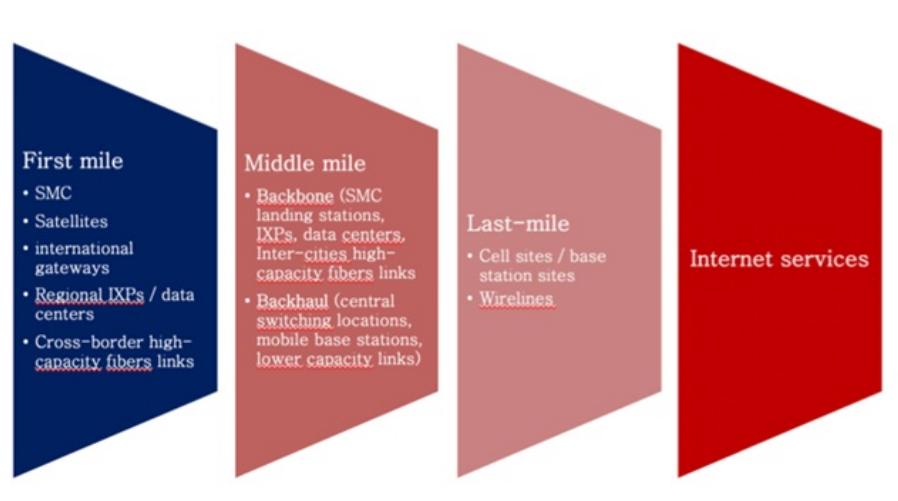 First mile
• SMC
• Satellites
• international
gateways
• Regional IXPs / data
centers
• Cross-border high-
capacity fibers links
Middle mile
• Backbone (SMC
landing stations,
IXPs, data centers,
Inter-cities high-
capacity fibers links
• Backhaul (central
switching locations,
mobile base stations,
lower capacity links)
Last-mile
• Cell sites / base
station sites
• Wirelines
Internet services